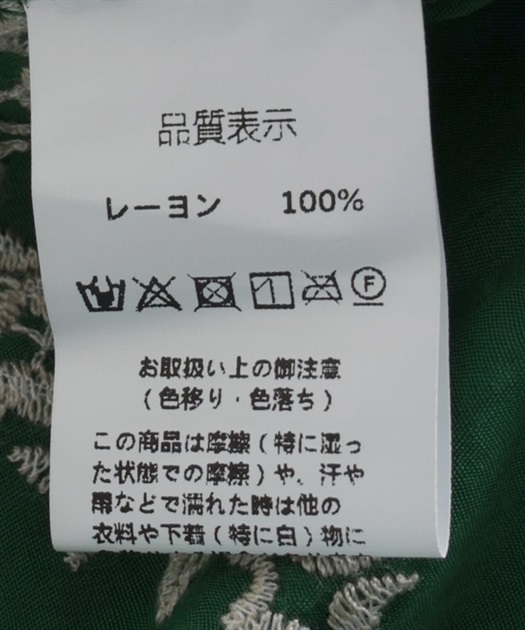 品質表示
レーヨン 100%
F
お取扱い上の御注意
(色移り・色落ち)
この商品は摩擦(特に湿っ
た状態での摩擦)や、汗や
雨などで濡れた時は他の
衣料や下着(特に白)物に